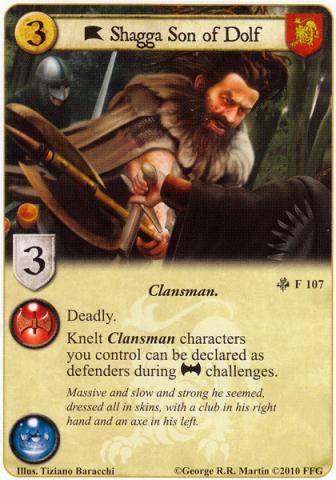 3 Shagga Son of Dolf
3
Clansman.
F 107
Deadly.
Knelt Clansman characters
you control can be declared as
defenders during challenges.
Massive and slow and strong he seemed,
dressed all in skins, with a club in his right
hand and an axe in his left.
Illus. Tiziano Baracchi ©George R.R. Martin ©2010 FFG